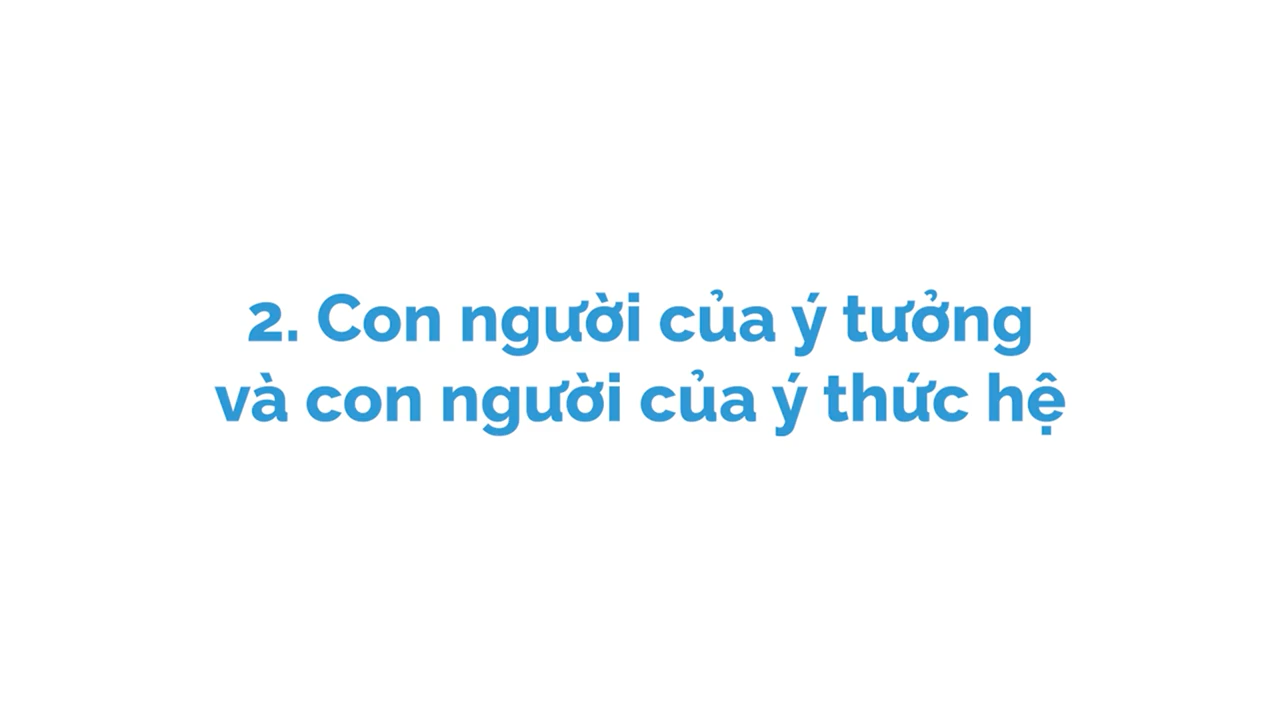 2. Con người của ý tưởng
và con người của ý thức hệ